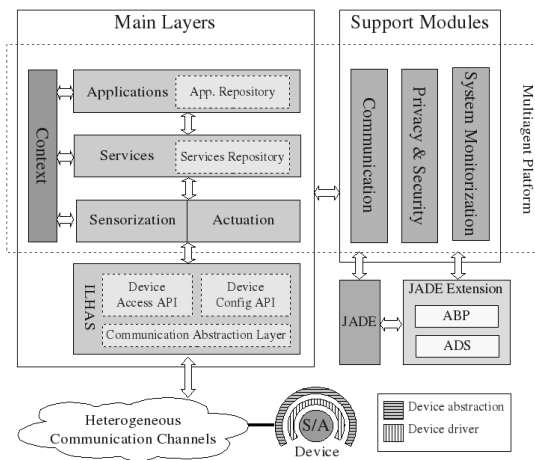 Main Layers
Support Modules
Applications
App. Repository
Services
Services Repository
Context
Sensorization
Actuation
Communication
Privacy & Security
System Monitorization
Multiagent Platform
ILHAS
Device
Access API
Device
Config API
Communication Abstraction Layer
JADE
JADE Extension
ABP
ADS
Heterogeneous
Communication Channels
S/A
Device
Device abstraction
Device driver